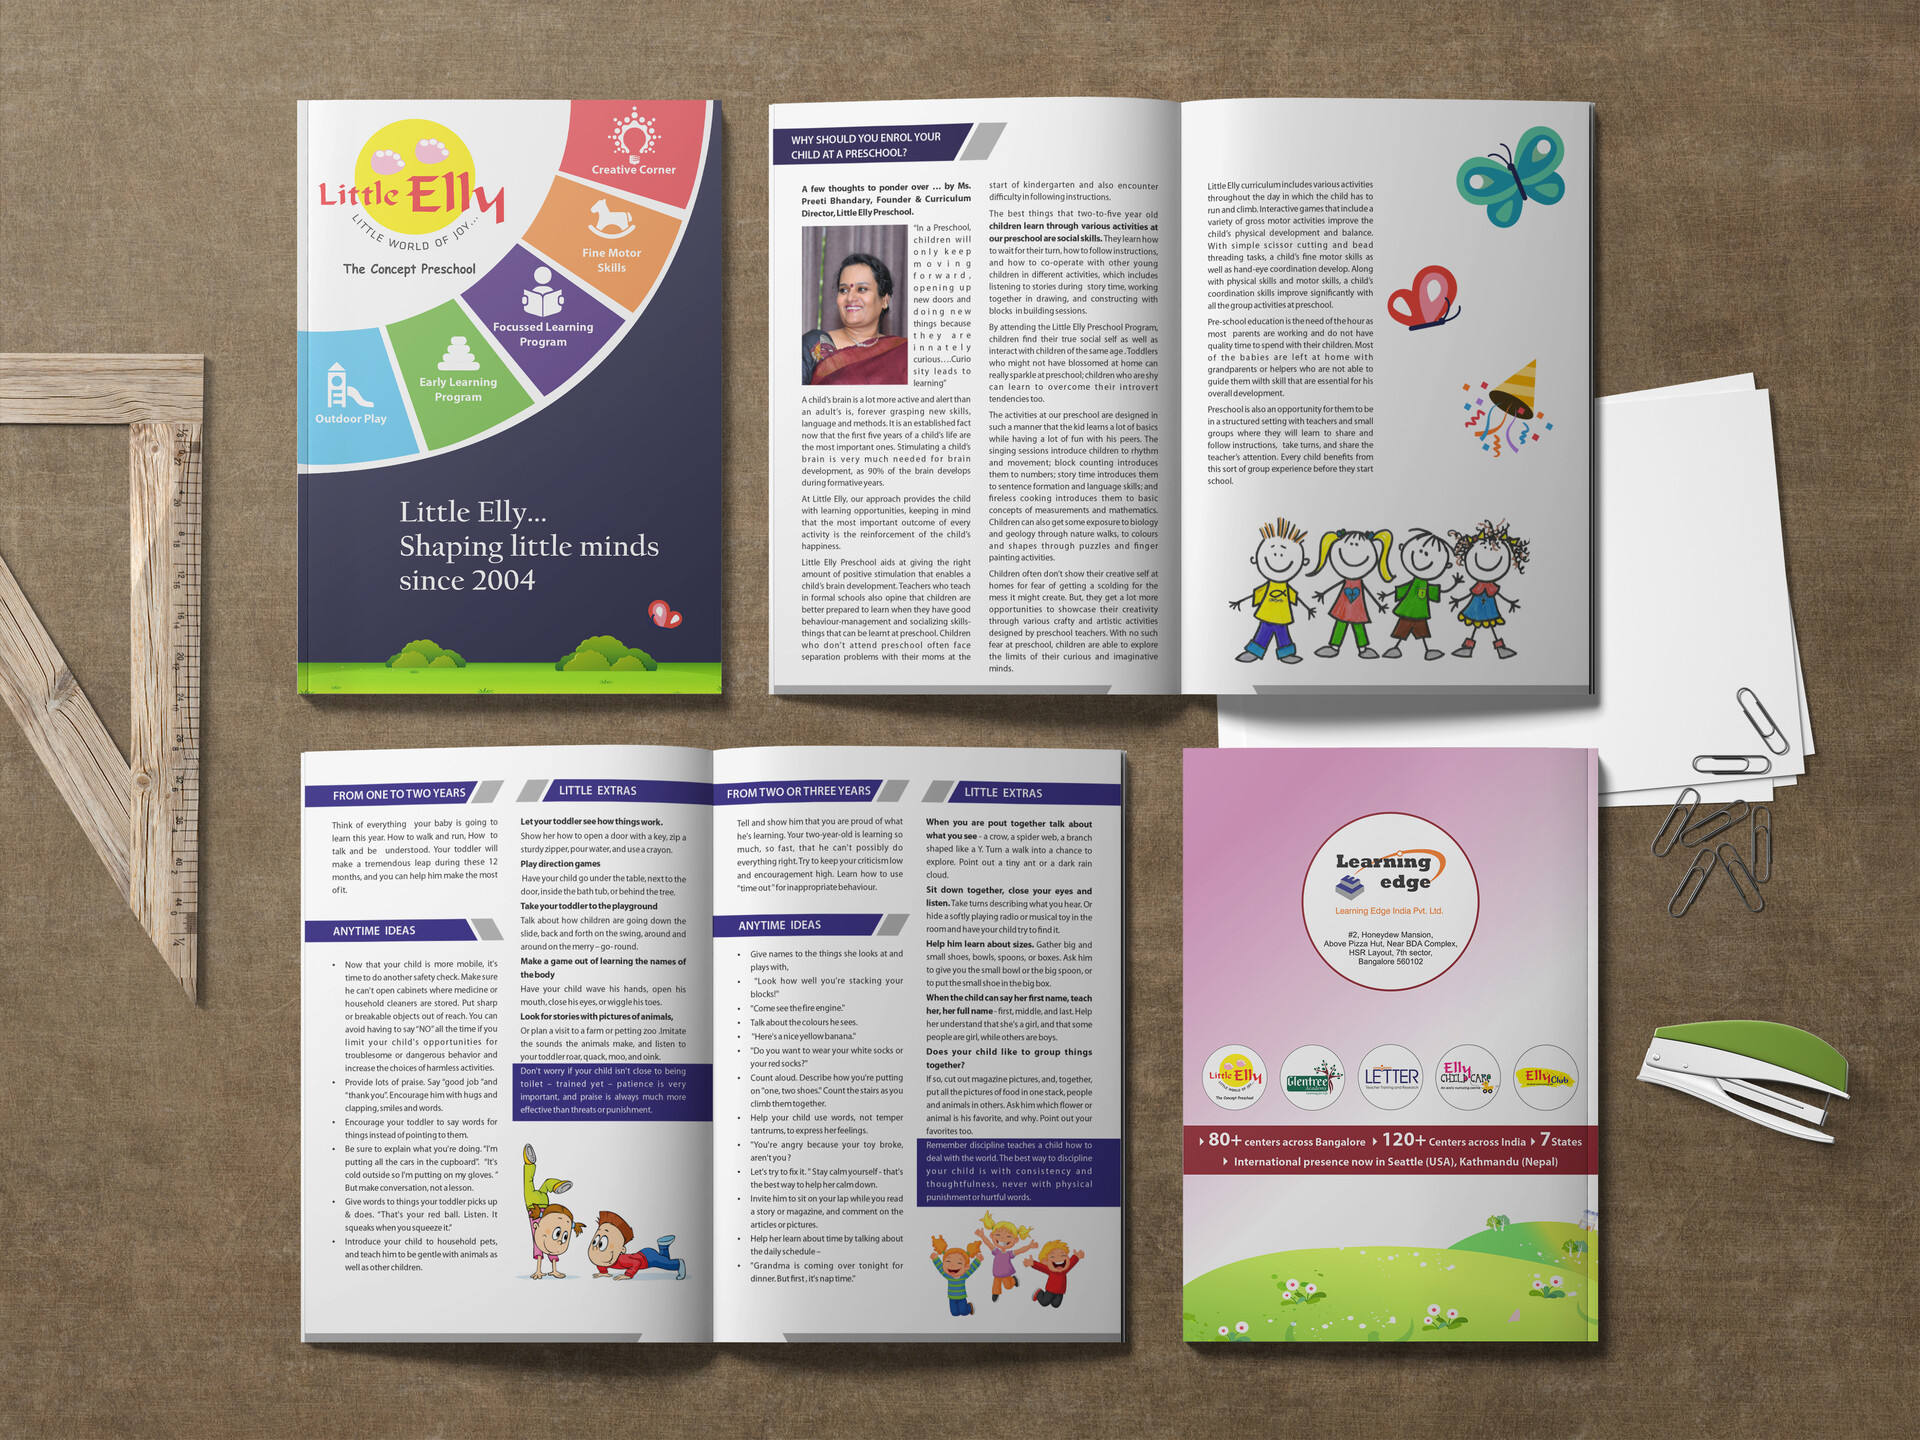 Little Elly
LITTLE WORLD OF JOY...
The Concept Preschool
Creative Corner
Fine Motor
Skills
Focussed Learning
Program
Early Learning
Program
Outdoor Play
Little Elly...
Shaping little minds
since 2004
WHY SHOULD YOU ENROL YOUR
CHILD AT A PRESCHOOL?
A few thoughts to ponder over ... by Ms.
Preeti Bhandary, Founder & Curriculum
Director, Little Elly Preschool.
"In a Preschool,
children will
only keep
moving
forward,
opening up
new doors and
doing new
things because
they are
innately
curious....Curio
sity leads to
learning"
A child's brain is a lot more active and alert than
an adult's is, forever grasping new skills,
language and methods. It is an established fact
now that the first five years of a child's life are
the most important ones. Stimulating a child's
brain is very much needed for brain
development, as 90% of the brain develops
during formative years.
At Little Elly, our approach provides the child
with learning opportunities, keeping in mind
that the most important outcome of every
activity is the reinforcement of the child's
happiness.
Little Elly Preschool aids at giving the right
amount of positive stimulation that enables a
child's brain development. Teachers who teach
in formal schools also opine that children are
better prepared to learn when they have good
behaviour-management and socializing skills-
things that can be learnt at preschool. Children
who don't attend preschool often face
separation problems with their moms at the
start of kindergarten and also encounter
difficulty in following instructions.
The best things that two-to-five year old
children learn through various activities at
our preschool are social skills. They learn how
to wait for their turn, how to follow instructions,
and how to co-operate with other young
children in different activities, which includes
listening to stories during story time, working
together in drawing, and constructing with
blocks in building sessions.
By attending the Little Elly Preschool Program,
children find their true social self as well as
interact with children of the same age. Toddlers
who might not have blossomed at home can
really sparkle at preschool; children who are shy
can learn to overcome their introvert
tendencies too.
The activities at our preschool are designed in
such a manner that the kid learns a lot of basics
while having a lot of fun with his peers. The
singing sessions introduce children to rhythm
and movement; block counting introduces
them to numbers; story time introduces them
to sentence formation and language skills; and
fireless cooking introduces them to basic
concepts of measurements and mathematics.
Children can also get some exposure to biology
and geology through nature walks, to colours
and shapes through puzzles and finger
painting activities.
Children often don't show their creative self at
homes for fear of getting a scolding for the
mess it might create. But, they get a lot more
opportunities to showcase their creativity
through various crafty and artistic activities
designed by preschool teachers. With no such
fear at preschool, children are able to explore
the limits of their curious and imaginative
minds.
Little Elly curriculum includes various activities
throughout the day in which the child has to
run and climb. Interactive games that include a
variety of gross motor activities improve the
child's physical development and balance.
With simple scissor cutting and bead
threading tasks, a child's fine motor skills as
well as hand-eye coordination develop. Along
with physical skills and motor skills, a child's
coordination skills improve significantly with
all the group activities at preschool.
Pre-school education is the need of the hour as
most parents are working and do not have
quality time to spend with their children. Most
of the babies are left at home with
grandparents or helpers who are not able to
guide them wilth skill that are essential for his
overall development.
Preschool is also an opportunity for them to be
in a structured setting with teachers and small
groups where they will learn to share and
follow instructions, take turns, and share the
teacher's attention. Every child benefits from
this sort of group experience before they start
school.
FROM ONE TO TWO YEARS
Think of everything your baby is going to
learn this year. How to walk and run, How to
talk and be understood. Your toddler will
make a tremendous leap during these 12
months, and you can help him make the most
of it.
ANYTIME IDEAS
• Now that your child is more mobile, it's
time to do another safety check. Make sure
he can't open cabinets where medicine or
household cleaners are stored. Put sharp
or breakable objects out of reach. You can
avoid having to say "NO" all the time if you
limit your child's opportunities for
troublesome or dangerous behavior and
increase the choices of harmless activities.
• Provide lots of praise. Say "good job "and
"thank you". Encourage him with hugs and
clapping, smiles and words.
• Encourage your toddler to say words for
things instead of pointing to them.
• Be sure to explain what you're doing. "I'm
putting all the cars in the cupboard". "It's
cold outside so I'm putting on my gloves. "
But make conversation, not a lesson.
• Give words to things your toddler picks up
& does. "That's your red ball. Listen. It
squeaks when you squeeze it."
• Introduce your child to household pets,
and teach him to be gentle with animals as
well as other children.
LITTLE EXTRAS
Let your toddler see how things work.
Show her how to open a door with a key, zip a
sturdy zipper, pour water, and use a crayon.
Play direction games
Have your child go under the table, next to the
door, inside the bath tub, or behind the tree.
Take your toddler to the playground
Talk about how children are going down the
slide, back and forth on the swing, around and
around on the merry – go- round.
Make a game out of learning the names of
the body
Have your child wave his hands, open his
mouth, close his eyes, or wiggle his toes.
Look for stories with pictures of animals,
Or plan a visit to a farm or petting zoo .Imitate
the sounds the animals make, and listen to
your toddler roar, quack, moo, and oink.
Don't worry if your child isn't close to being
toilet – trained yet – patience is very
important, and praise is always much more
effective than threats or punishment.
FROM TWO OR THREE YEARS
Tell and show him that you are proud of what
he's learning. Your two-year-old is learning so
much, so fast, that he can't possibly do
everything right. Try to keep your criticism low
and encouragement high. Learn how to use
"time out" for inappropriate behaviour.
ANYTIME IDEAS
• Give names to the things she looks at and
plays with,
• "Look how well you're stacking your
blocks!"
• "Come see the fire engine."
• Talk about the colours he sees.
• "Here's a nice yellow banana."
• "Do you want to wear your white socks or
your red socks?"
• Count aloud. Describe how you're putting
on "one, two shoes." Count the stairs as you
climb them together.
• Help your child use words, not temper
tantrums, to express her feelings.
• "You're angry because your toy broke,
aren't you?
• Let's try to fix it. " Stay calm yourself - that's
the best way to help her calm down.
• Invite him to sit on your lap while you read
a story or magazine, and comment on the
articles or pictures.
• Help her learn about time by talking about
the daily schedule –
• "Grandma is coming over tonight for
dinner. But first, it's nap time."
LITTLE EXTRAS
When you are pout together talk about
what you see - a crow, a spider web, a branch
shaped like a Y. Turn a walk into a chance to
explore. Point out a tiny ant or a dark rain
cloud.
Sit down together, close your eyes and
listen. Take turns describing what you hear. Or
hide a softly playing radio or musical toy in the
room and have your child try to find it.
Help him learn about sizes. Gather big and
small shoes, bowls, spoons, or boxes. Ask him
to give you the small bowl or the big spoon, or
to put the small shoe in the big box.
When the child can say her first name, teach
her, her full name - first, middle, and last. Help
her understand that she's a girl, and that some
people are girl, while others are boys.
Does your child like to group things
together?
If so, cut out magazine pictures, and, together,
put all the pictures of food in one stack, people
and animals in others. Ask him which flower or
animal is his favorite, and why. Point out your
favorites too.
Remember discipline teaches a child how to
deal with the world. The best way to discipline
your child is with consistency and
thoughtfulness, never with physical
punishment or hurtful words.
Learning
edge
Learning Edge India Pvt. Ltd.
#2, Honeydew Mansion,
Above Pizza Hut, Near BDA Complex,
HSR Layout, 7th sector,
Bangalore 560102
Little Elly
The Concept Preschool
Glentree
Academy
LETTER
Teacher Training and Research
Elly
CHILDCARE
Elly Club
80+ centers across Bangalore 120+ Centers across India 7 States
International presence now in Seattle (USA), Kathmandu (Nepal)